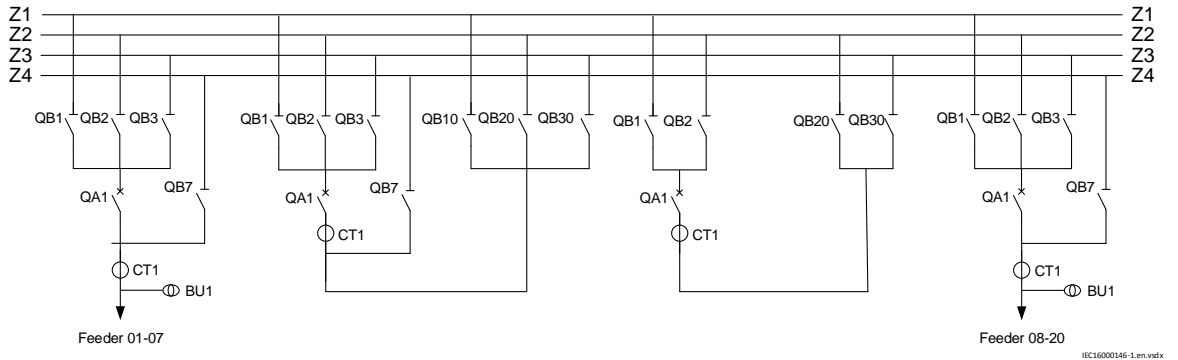 Z1 Z1
Z2 Z2
Z3 Z3
Z4 Z4
QB1 QB2 QB3 QB1 QB2 QB3 QB10 QB20 QB30 QB1 QB2 QB20 QB30 QB1 QB2 QB3
QA1 QB7 QA1 QB7 QA1 QA1 QB7
CT1 CT1
CT1 CT1
BU1 BU1
Feeder 01-07 Feeder 08-20
IEC16000146-1.en.vsdx